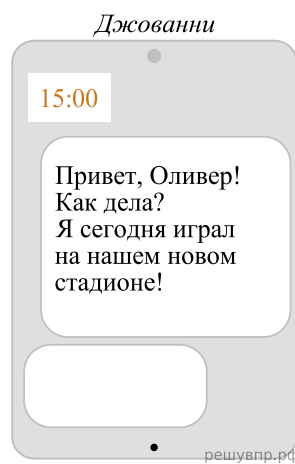 Джованни
15:00
Привет, Оливер!
Как дела?
Я сегодня играл
на нашем новом
стадионе!
решувпр.рф